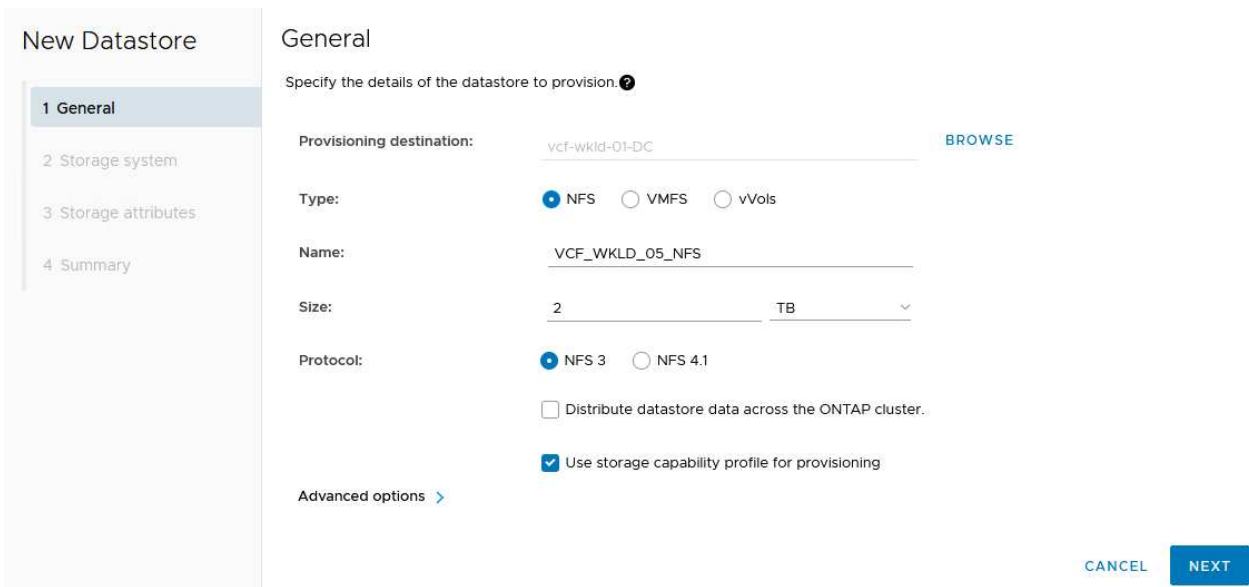 New Datastore
1 General
2 Storage system
3 Storage attributes
4 Summary
General
Specify the details of the datastore to provision.?
Provisioning destination: vcf-wkld-01-DC BROWSE
Type: NFS VMFS vVols
Name: VCF_WKLD_05_NFS
Size: 2 TB
Protocol: NFS 3 NFS 4.1
Distribute datastore data across the ONTAP cluster.
Use storage capability profile for provisioning
Advanced options >
CANCEL NEXT